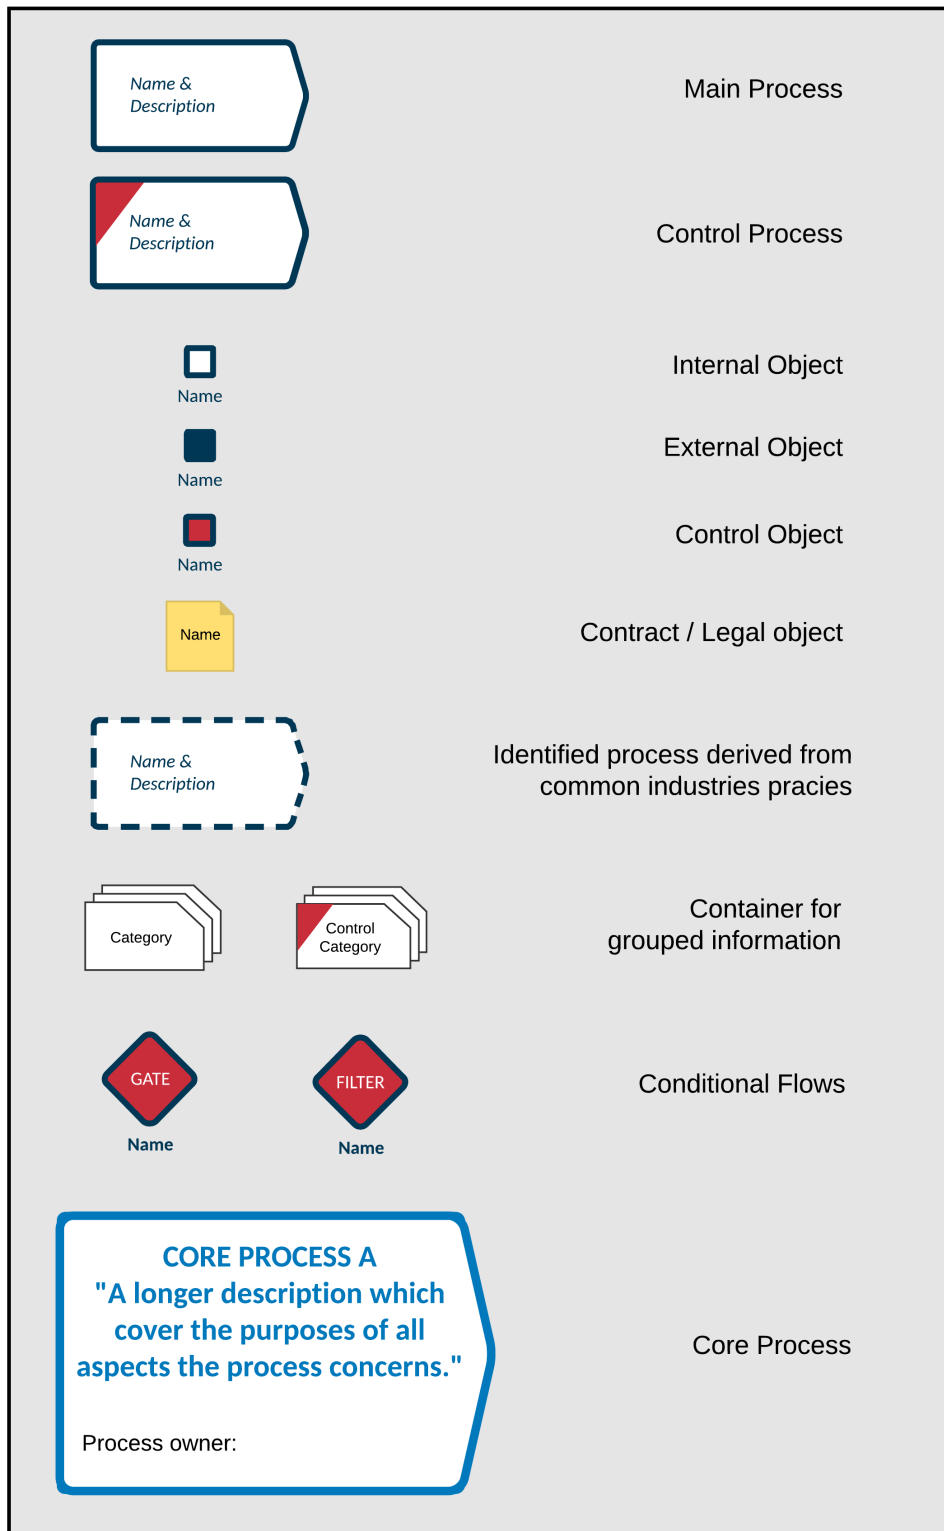 Name &
Description
Main Process
Name &
Description
Control Process
Name
Internal Object
Name
External Object
Name
Control Object
Name
Contract / Legal object
Name &
Description
Identified process derived from
common industries pracies
Category
Control
Category
Container for
grouped information
GATE
Name
FILTER
Name
Conditional Flows
CORE PROCESS A
"A longer description which
cover the purposes of all
aspects the process concerns."
Process owner:
Core Process